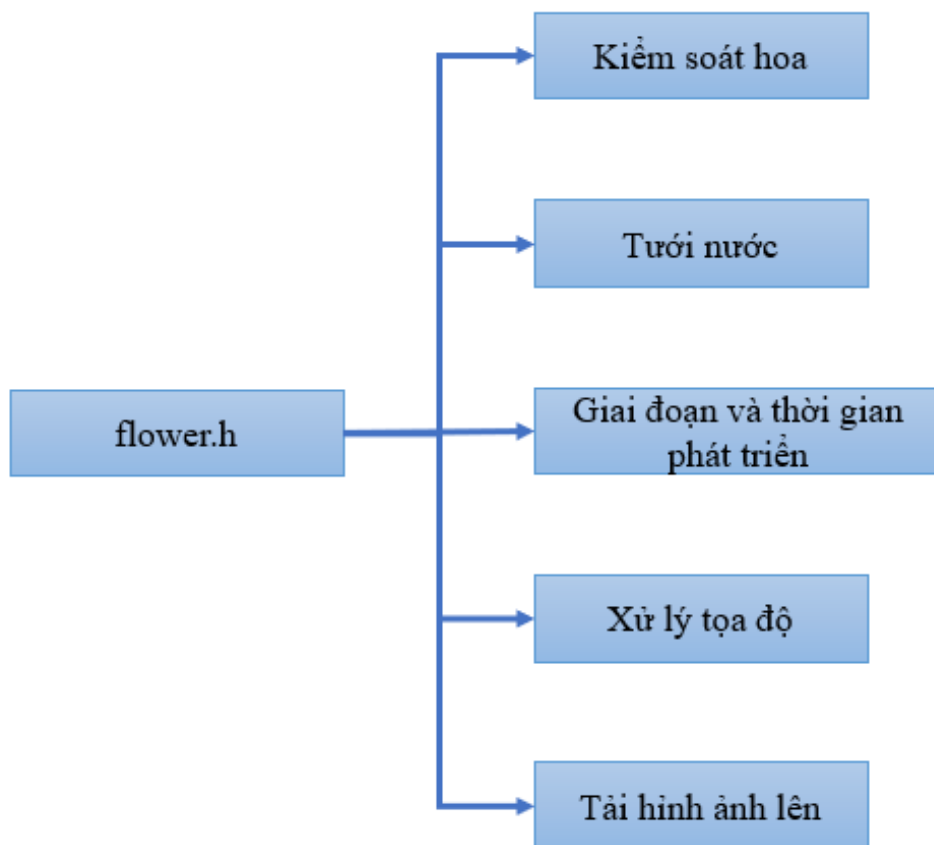 Kiểm soát hoa
Tưới nước
flower.h
Giai đoạn và thời gian
phát triển
Xử lý tọa độ
Tải hỉnh ảnh lên